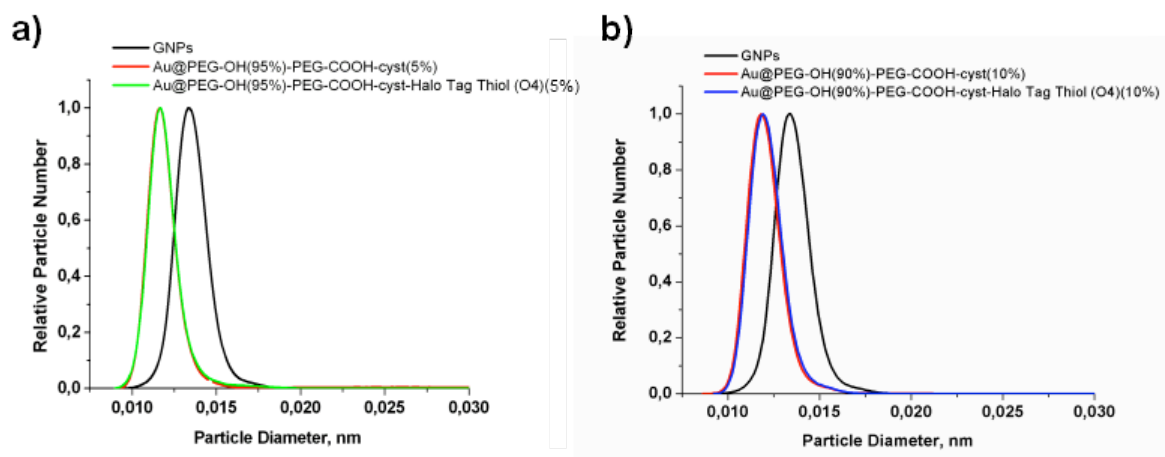 a)
GNPs
Au@PEG-OH(95%)-PEG-COOH-cyst(5%)
Au@PEG-OH(95%)-PEG-COOH-cyst-Halo Tag Thiol (O4)(5%)
1,0
0,8
0,6
0,4
0,2
0,0
Relative Particle Number
0,010 0,015 0,020 0,025 0,030
Particle Diameter, nm
b)
GNPs
Au@PEG-OH(90%)-PEG-COOH-cyst(10%)
Au@PEG-OH(90%)-PEG-COOH-cyst-Halo Tag Thiol (O4)(10%)
1,0
0,8
0,6
0,4
0,2
0,0
Relative Particle Number
0,010 0,015 0,020 0,025 0,030
Particle Diameter, nm